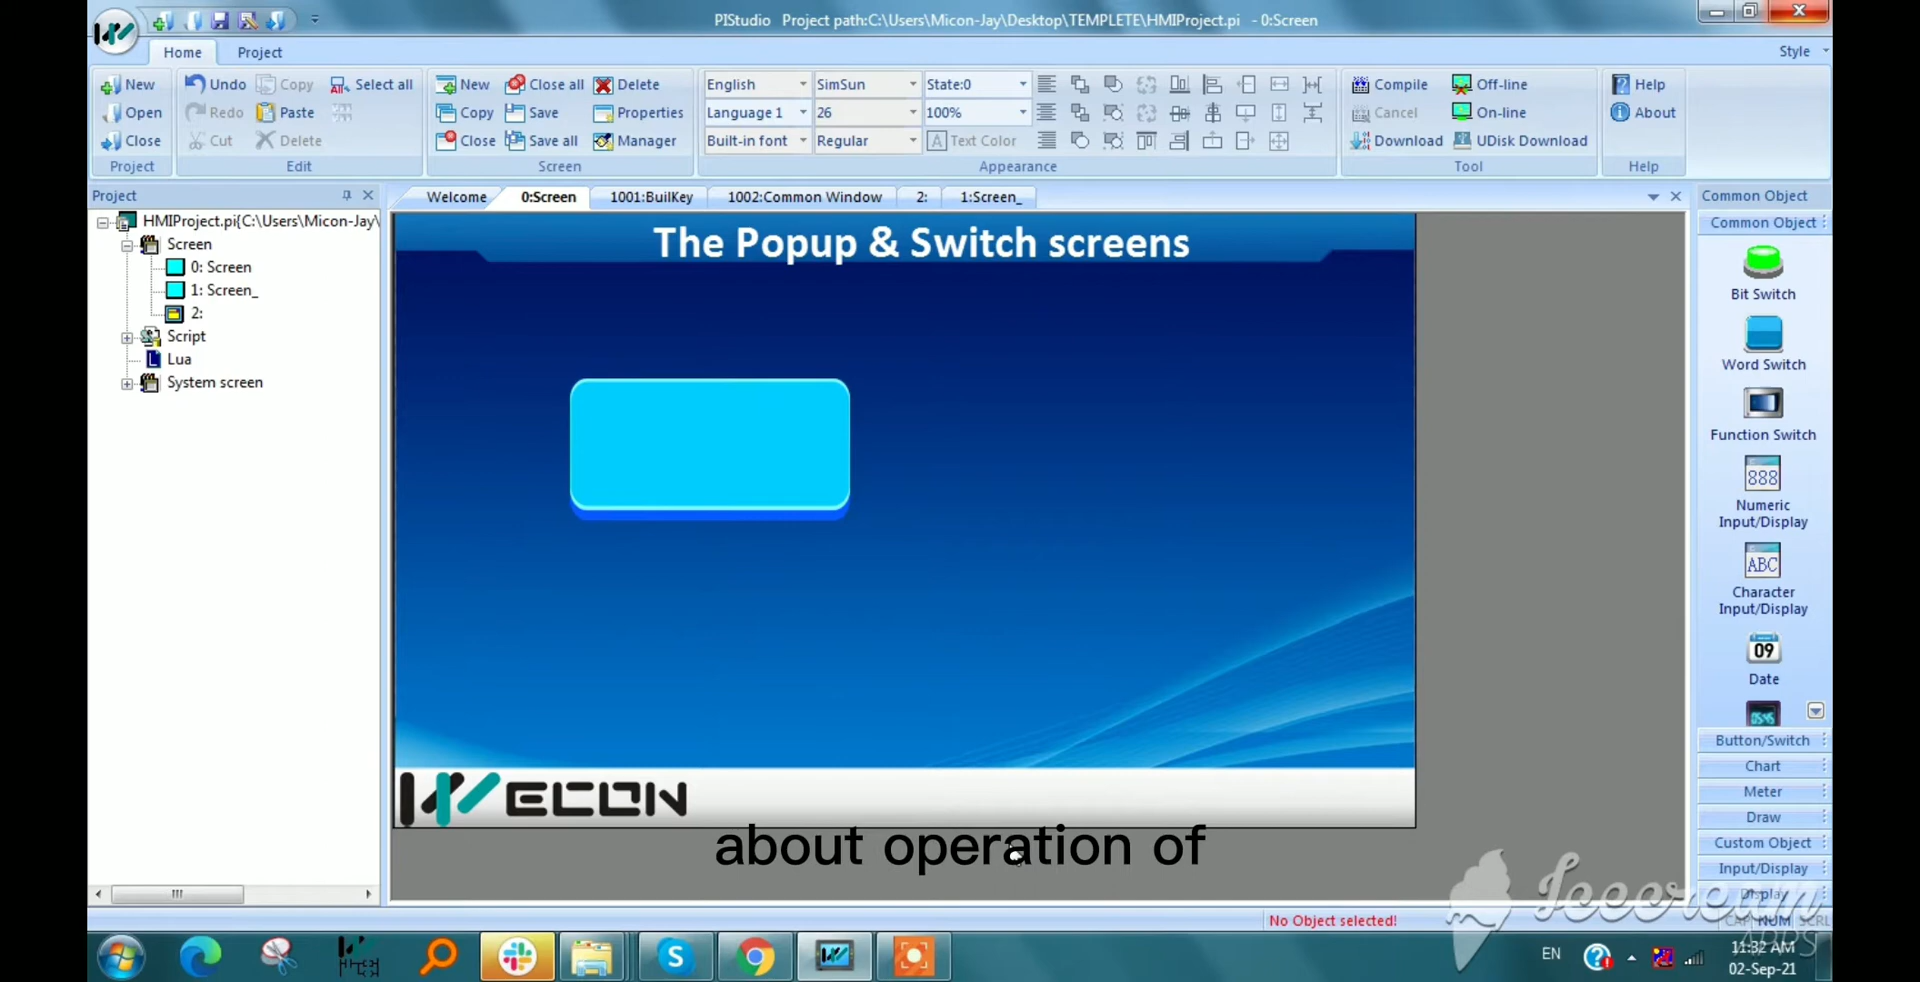 PIStudio Project path:C:\Users\Micon-Jay\Desktop\TEMPLETE\HMIProject.pi - 0:Screen
Home Project Style
New Undo Copy Select all New Close all Delete English SimSun State:0 Compile Off-line Help
Open Redo Paste Copy Save Properties Language 1 26 100% Cancel On-line About
Close Cut Delete Close Save all Manager Built-in font Regular A Text Color Download UDisk Download
Project Edit Screen Appearance Tool Help
Project Welcome 0:Screen 1001:BuilKey 1002:Common Window 2: 1:Screen_ Common Object
HMIProject.pi{C:\Users\Micon-Jay\
Screen
0: Screen
1: Screen_
2:
Script
Lua
System screen
The Popup & Switch screens
WECON
about operation of
Common Object
Bit Switch
Word Switch
Function Switch
888
Numeric
Input/Display
ABC
Character
Input/Display
09
Date
Button/Switch
Chart
Meter
Draw
Custom Object
Input/Display
Display
No Object selected!
CAP NUM SCRL
Icecream
APPS
EN
11:32 AM
02-Sep-21